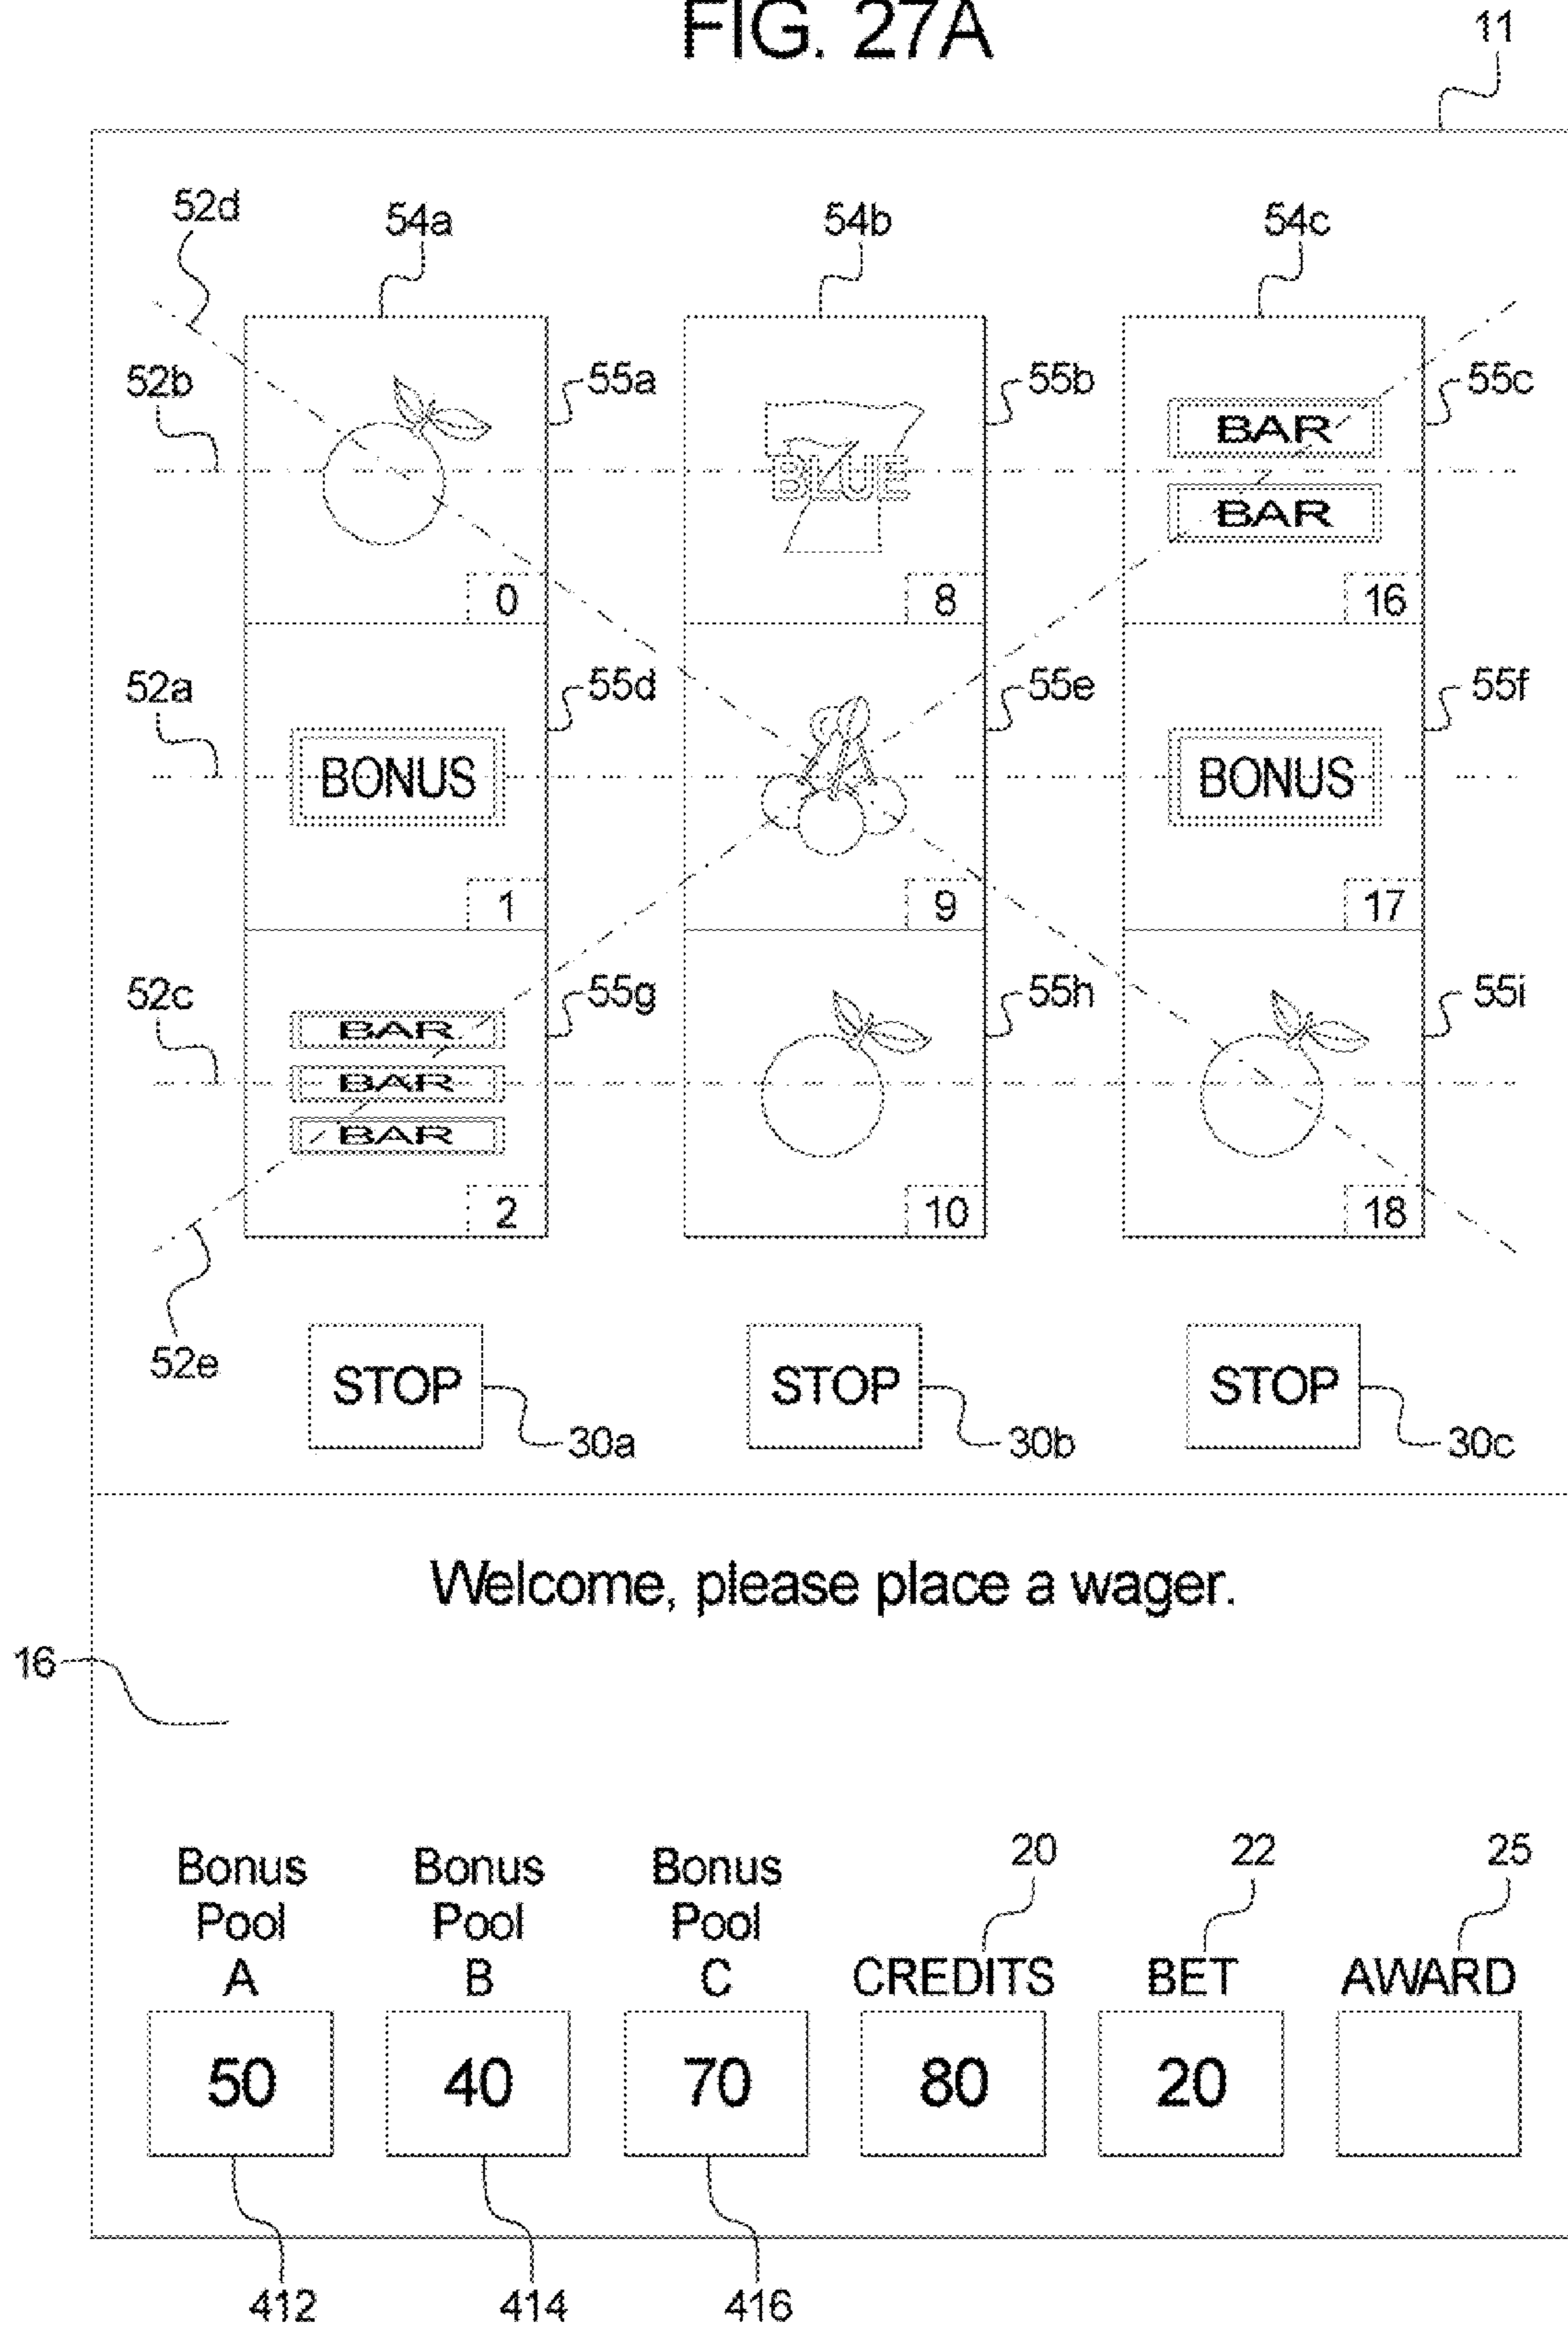 FIG. 27A
11
52d 54a 54b 54c
52b 55a 55b 55c
BLUE BAR
BAR
0 8 16
52a 55d 55e 55f
BONUS BONUS
1 9 17
52c 55g 55h 55i
BAR
BAR
BAR
2 10 18
52e
STOP STOP STOP
30a 30b 30c
Welcome, please place a wager.
16
20 22 25
Bonus Bonus Bonus
Pool Pool Pool
A B C CREDITS BET AWARD
50 40 70 80 20
412 414 416